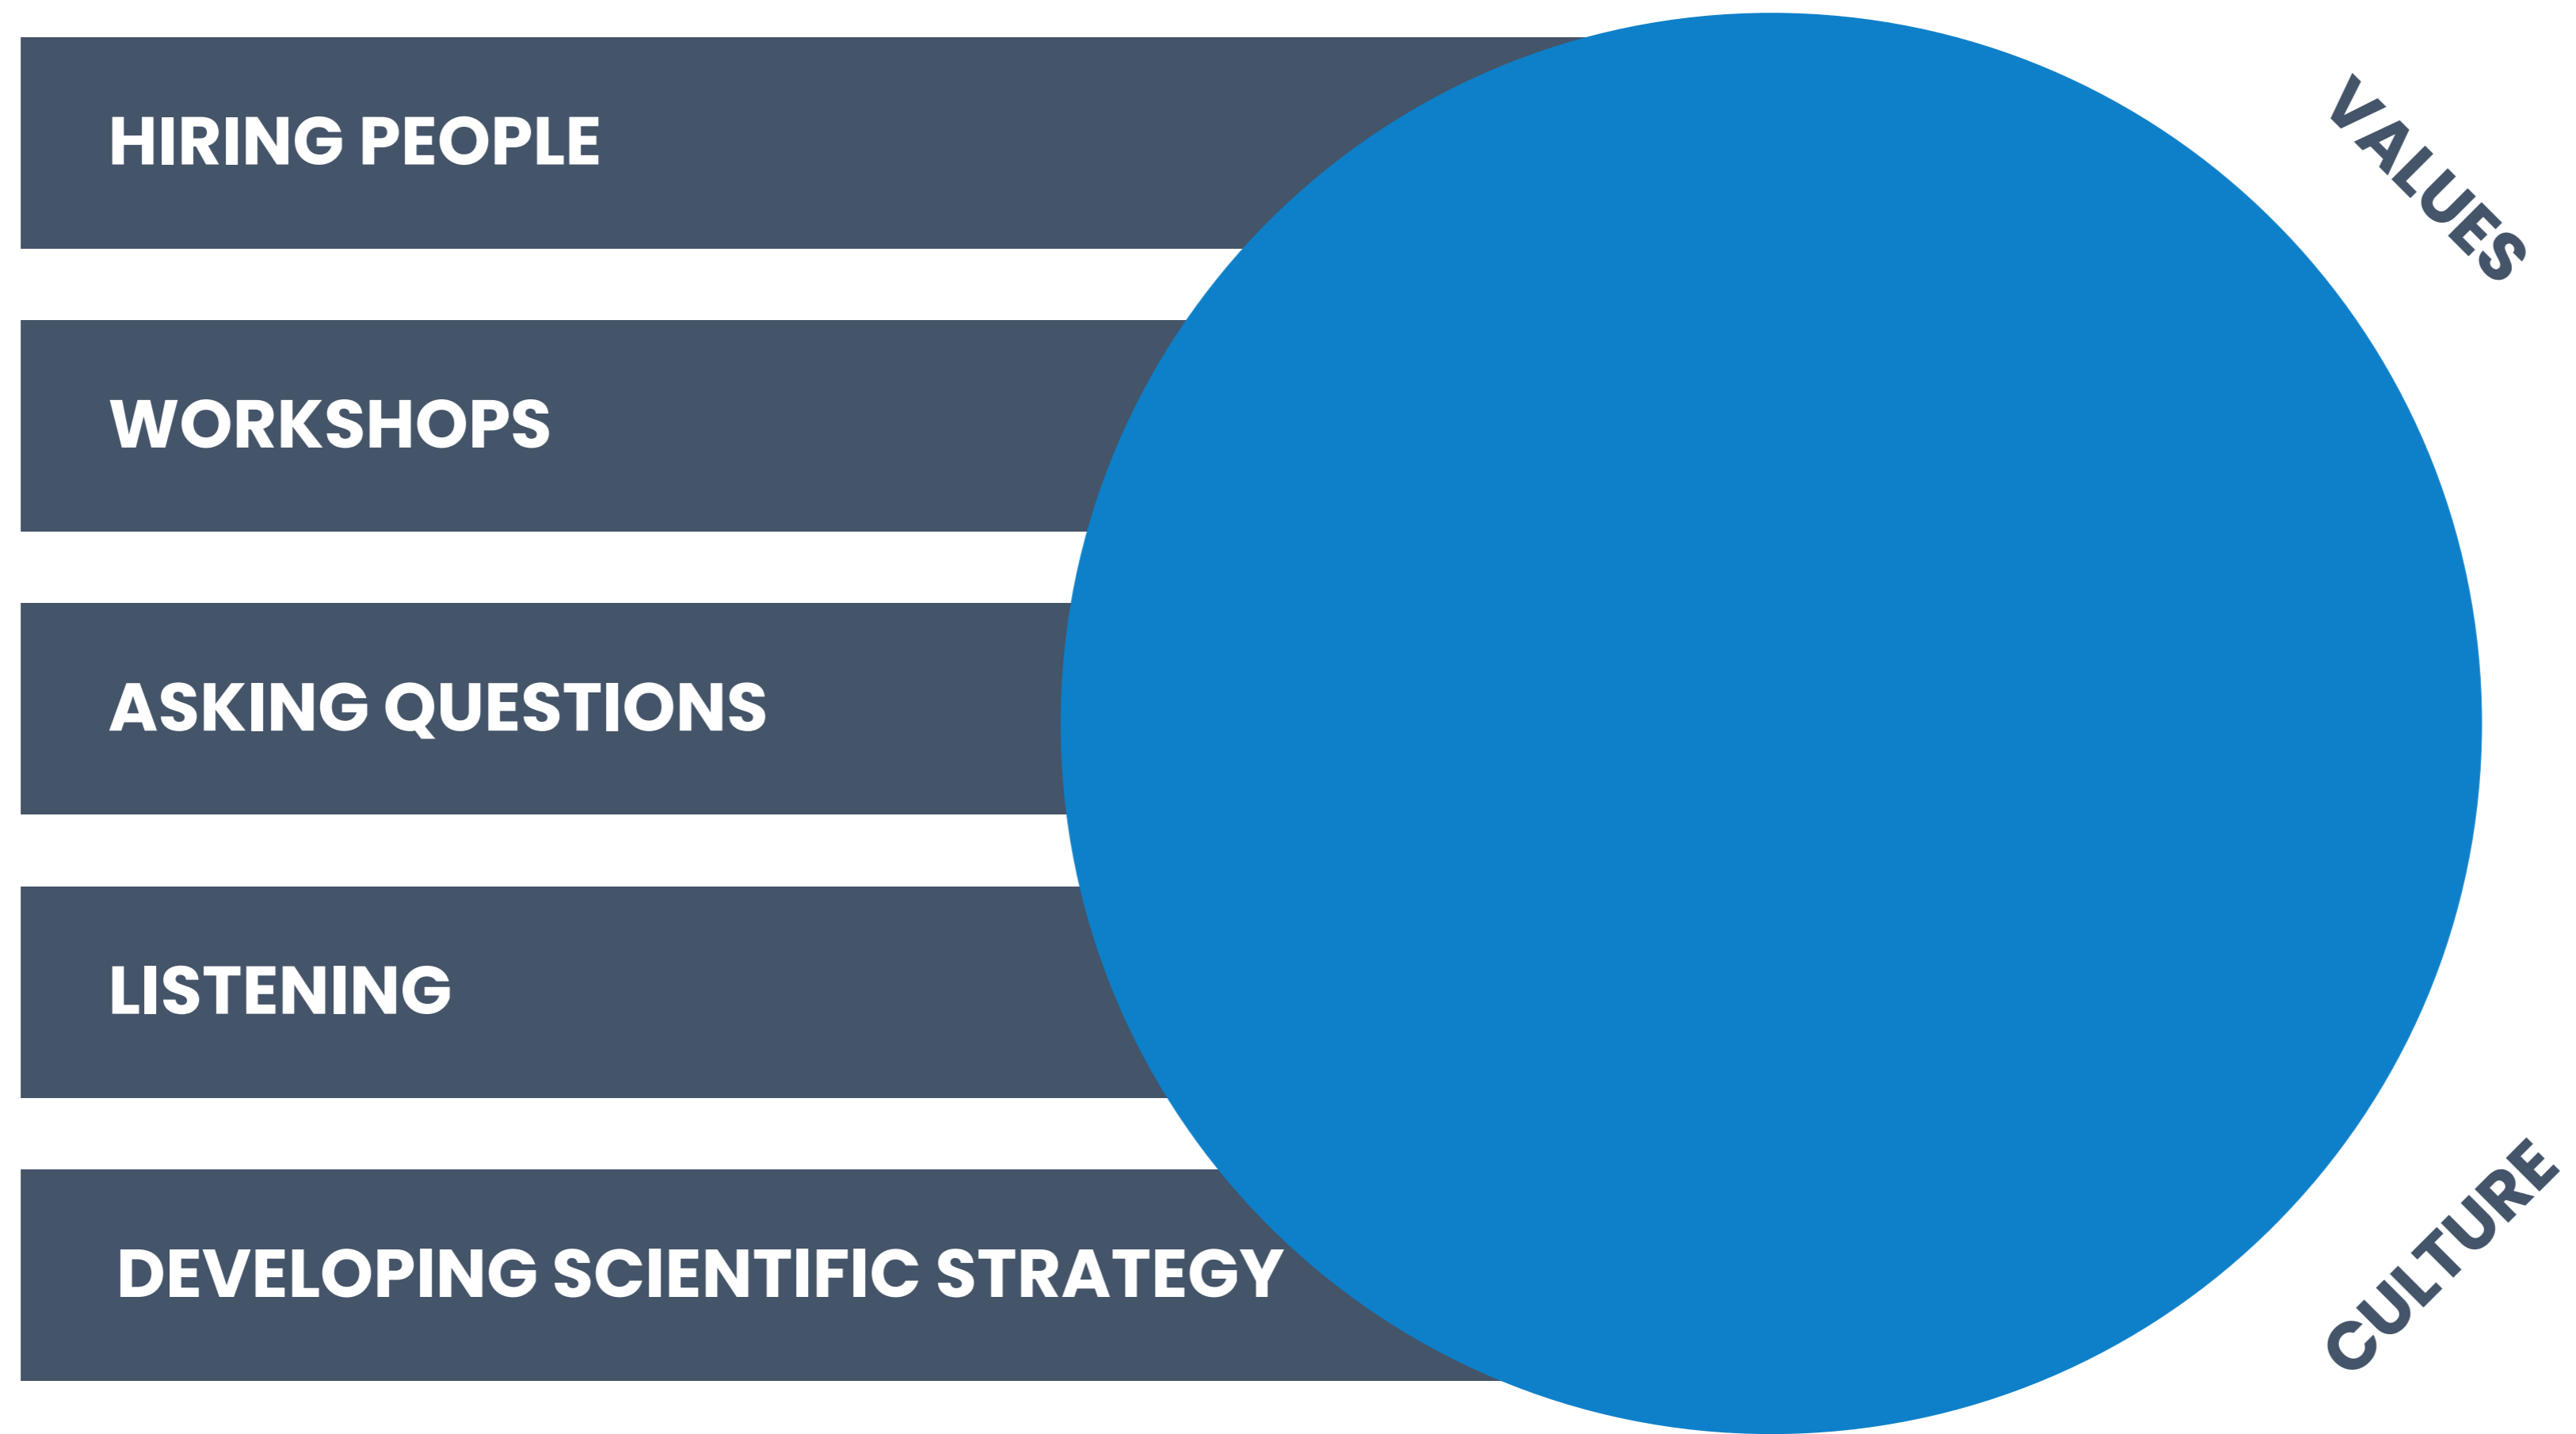 HIRING PEOPLE
WORKSHOPS
ASKING QUESTIONS
LISTENING
DEVELOPING SCIENTIFIC STRATEGY
VALUES
CULTURE